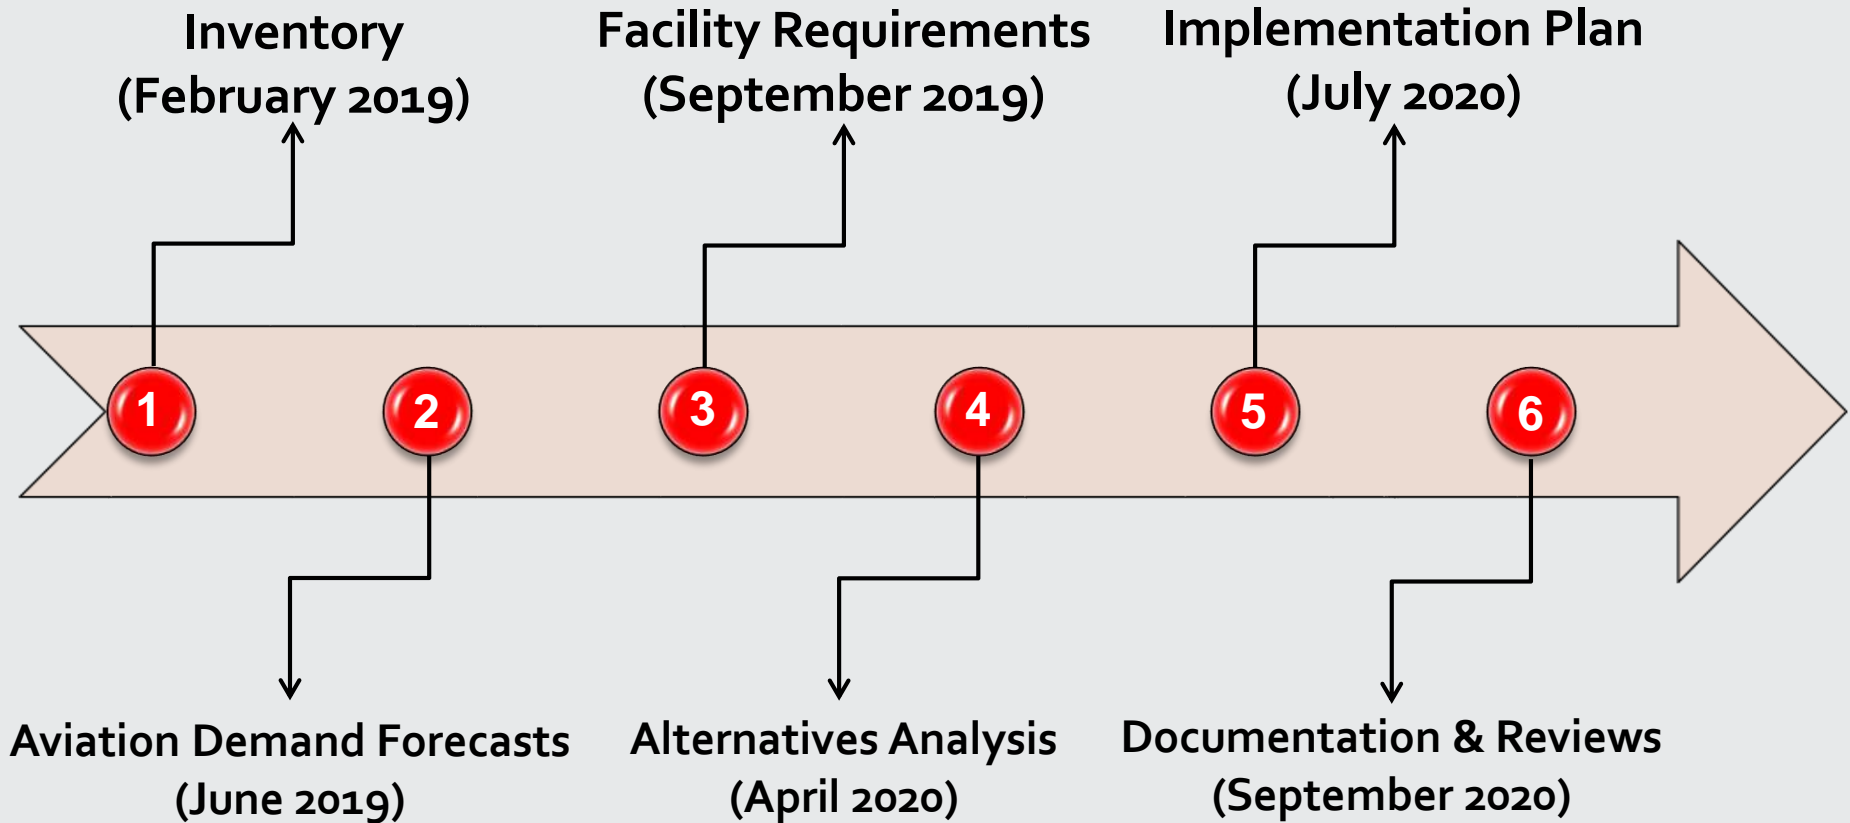 Inventory
(February 2019)
Facility Requirements
(September 2019)
Implementation Plan
(July 2020)
1
2
3
4
5
6
Aviation Demand Forecasts
(June 2019)
Alternatives Analysis
(April 2020)
Documentation & Reviews
(September 2020)